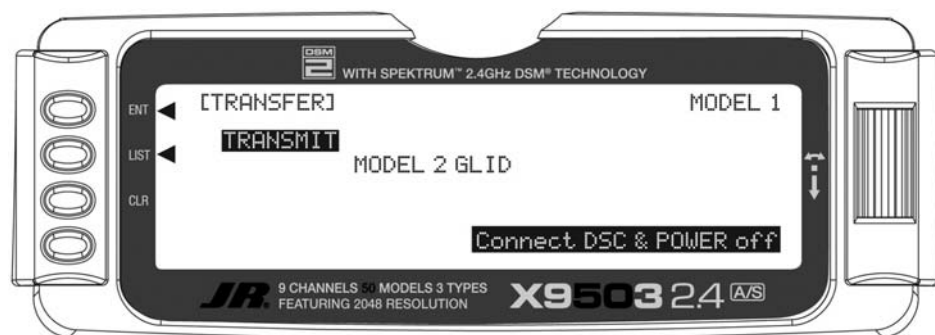 DSM
2 WITH SPEKTRUM™ 2.4GHz DSM® TECHNOLOGY
ENT [TRANSFER] MODEL 1
TRANSMIT
LIST MODEL 2 GLID
CLR
Connect DSC & POWER off
JR. 9 CHANNELS 50 MODELS 3 TYPES
FEATURING 2048 RESOLUTION
X9503 2.4 A/S